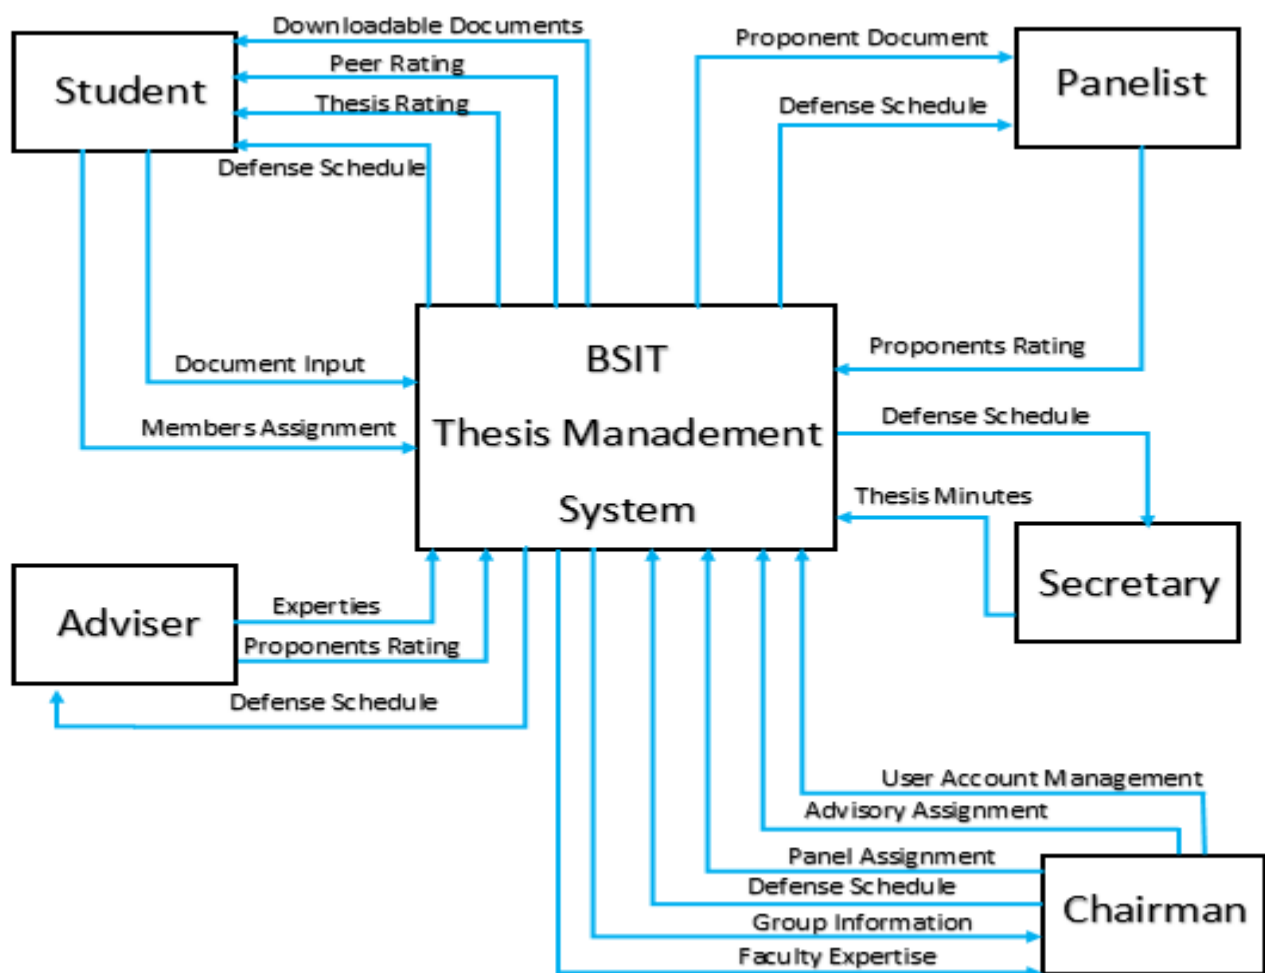 Downloadable Documents
Proponent Document
Student
Peer Rating
Panelist
Thesis Rating
Defense Schedule
Defense Schedule
BSIT
Thesis Manadement
System
Document Input
Proponents Rating
Members Assignment
Defense Schedule
Thesis Minutes
Secretary
Adviser
Experties
Proponents Rating
Defense Schedule
User Account Management
Advisory Assignment
Panel Assignment
Defense Schedule
Group Information
Faculty Expertise
Chairman